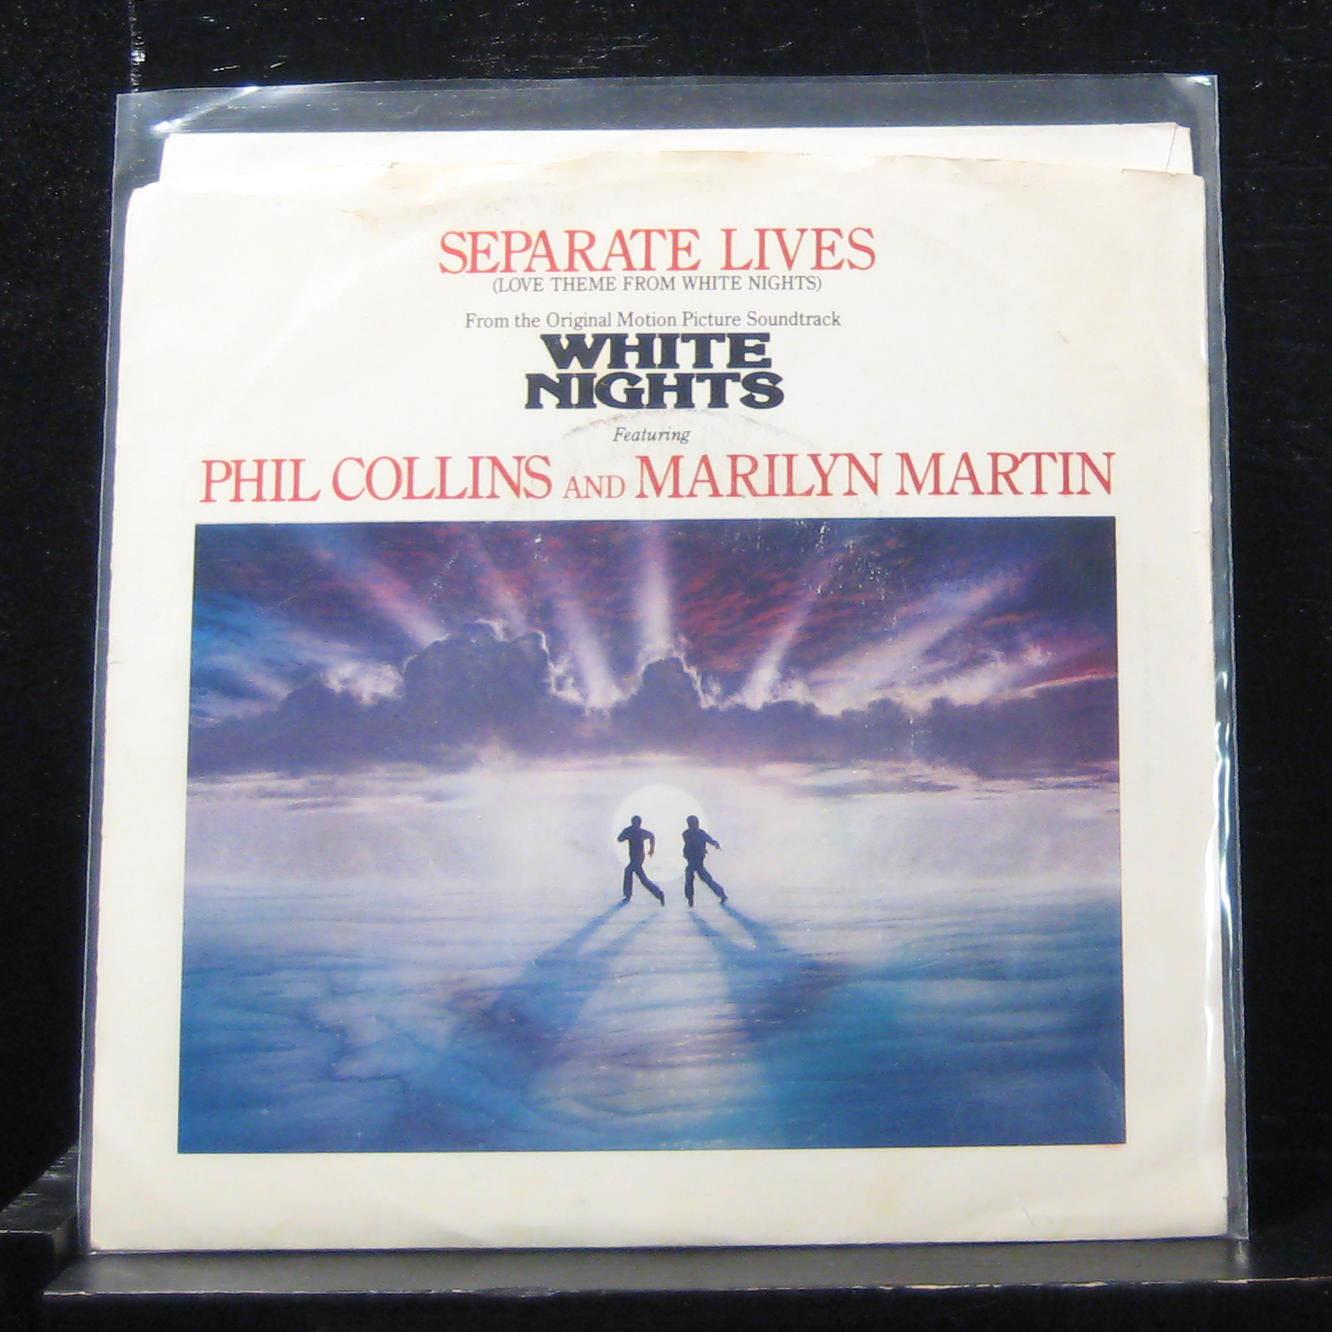 SEPARATE LIVES
(LOVE THEME FROM WHITE NIGHTS)
From the Original Motion Picture Soundtrack
WHITE
NIGHTS
Featuring
PHIL COLLINS AND MARILYN MARTIN